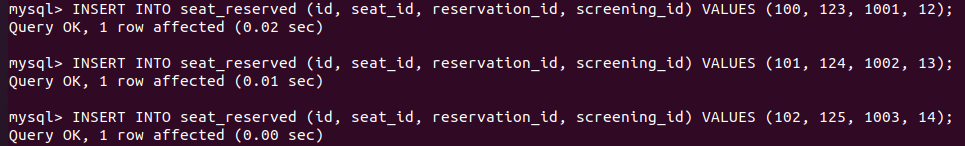 mysql> INSERT INTO seat_reserved (id, seat_id, reservation_id, screening_id) VALUES (100, 123, 1001, 12);
Query OK, 1 row affected (0.02 sec)
mysql> INSERT INTO seat_reserved (id, seat_id, reservation_id, screening_id) VALUES (101, 124, 1002, 13);
Query OK, 1 row affected (0.01 sec)
mysql> INSERT INTO seat_reserved (id, seat_id, reservation_id, screening_id) VALUES (102, 125, 1003, 14);
Query OK, 1 row affected (0.00 sec)